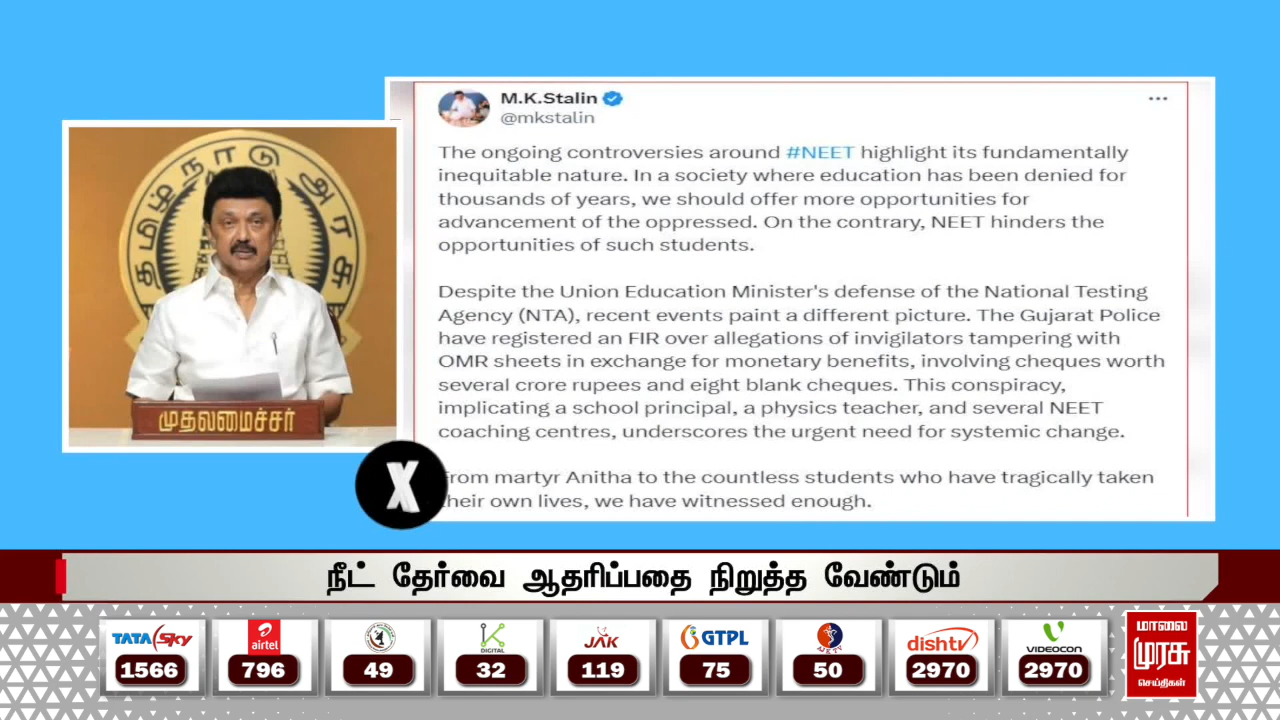 தமிழ்நாடு அரசு
முதலமைச்சர்
M.K.Stalin
@mkstalin
The ongoing controversies around #NEET highlight its fundamentally
inequitable nature. In a society where education has been denied for
thousands of years, we should offer more opportunities for
advancement of the oppressed. On the contrary, NEET hinders the
opportunities of such students.
Despite the Union Education Minister's defense of the National Testing
Agency (NTA), recent events paint a different picture. The Gujarat Police
have registered an FIR over allegations of invigilators tampering with
OMR sheets in exchange for monetary benefits, involving cheques worth
several crore rupees and eight blank cheques. This conspiracy,
implicating a school principal, a physics teacher, and several NEET
coaching centres, underscores the urgent need for systemic change.
rom martyr Anitha to the countless students who have tragically taken
their own lives, we have witnessed enough.
X
நீட் தேர்வை ஆதரிப்பதை நிறுத்த வேண்டும்
TATA Sky
airtel
DIGITAL
JAK
GTPL
dishtv
VIDEOCON
1566
796
49
32
119
75
50
2970
2970
மாலை
முரசு
செய்திகள்